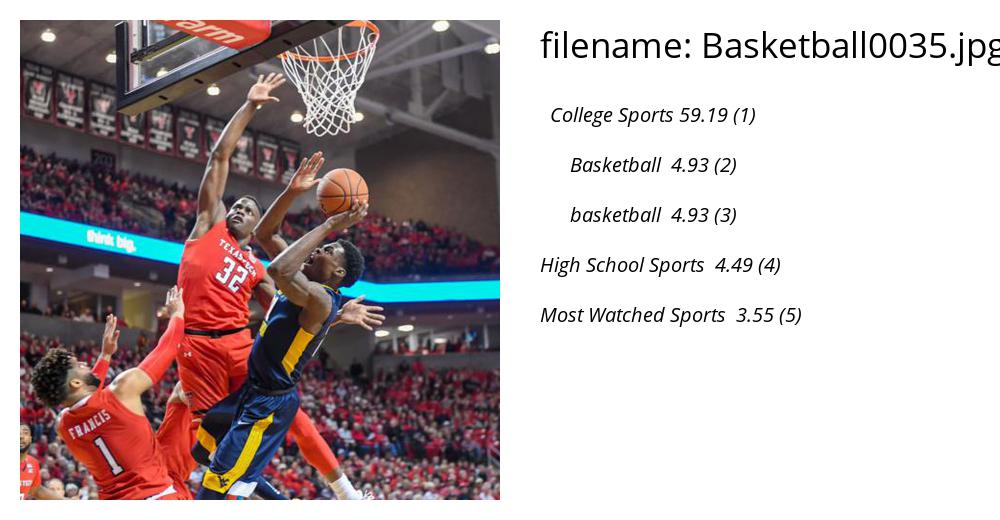 filename: Basketball0035.jpg
College Sports 59.19 (1)
Basketball 4.93 (2)
basketball 4.93 (3)
High School Sports 4.49 (4)
Most Watched Sports 3.55 (5)
arm
203
think big.
TEXAS TECH
32
FRANCIS
1